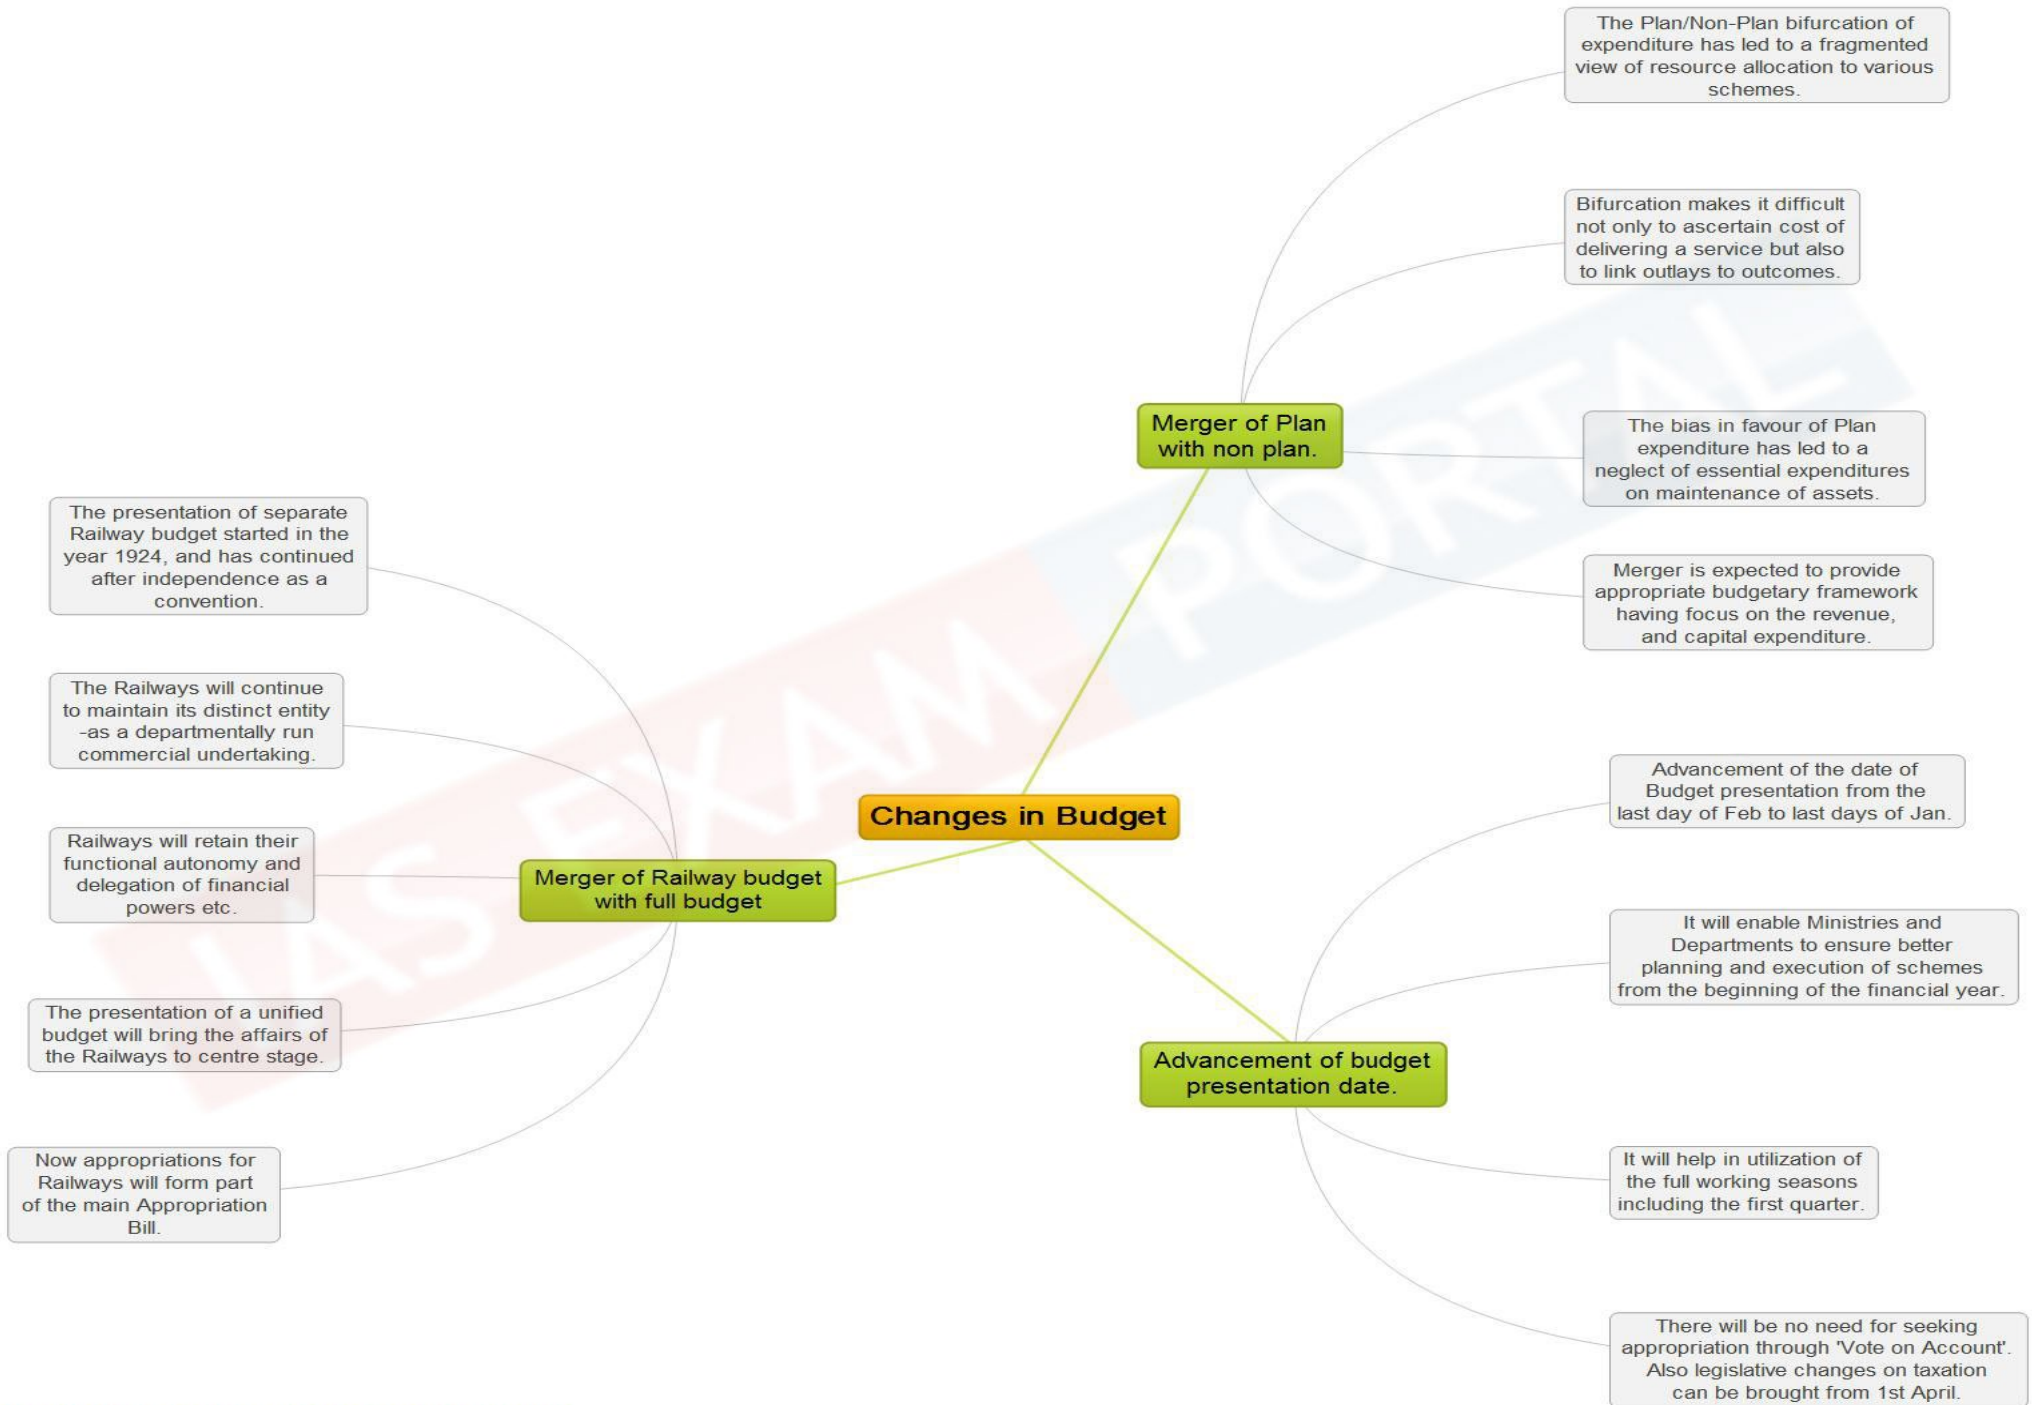 Changes in Budget
Merger of Plan
with non plan.
The Plan/Non-Plan bifurcation of
expenditure has led to a fragmented
view of resource allocation to various
schemes.
Bifurcation makes it difficult
not only to ascertain cost of
delivering a service but also
to link outlays to outcomes.
The bias in favour of Plan
expenditure has led to a
neglect of essential expenditures
on maintenance of assets.
Merger is expected to provide
appropriate budgetary framework
having focus on the revenue,
and capital expenditure.
Advancement of budget
presentation date.
Advancement of the date of
Budget presentation from the
last day of Feb to last days of Jan.
It will enable Ministries and
Departments to ensure better
planning and execution of schemes
from the beginning of the financial year.
It will help in utilization of
the full working seasons
including the first quarter.
There will be no need for seeking
appropriation through 'Vote on Account'.
Also legislative changes on taxation
can be brought from 1st April.
Merger of Railway budget
with full budget
The presentation of separate
Railway budget started in the
year 1924, and has continued
after independence as a
convention.
The Railways will continue
to maintain its distinct entity
-as a departmentally run
commercial undertaking.
Railways will retain their
functional autonomy and
delegation of financial
powers etc.
The presentation of a unified
budget will bring the affairs of
the Railways to centre stage.
Now appropriations for
Railways will form part
of the main Appropriation
Bill.
IAS EXAM PORTAL